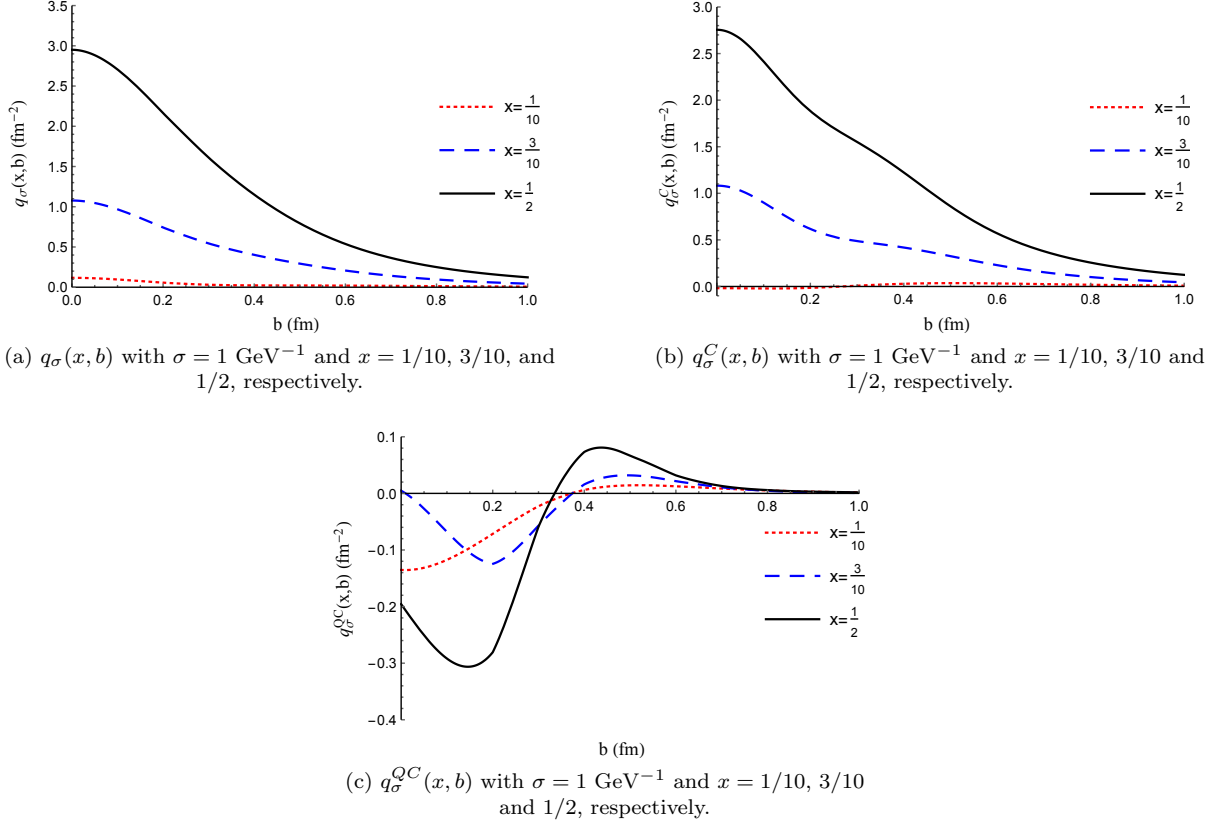 3.5
3.0
2.5
2.0
1.5
1.0
0.5
0.0
q_σ(x,b) (fm⁻²)
0.0 0.2 0.4 0.6 0.8 1.0
b (fm)
x=1/10
x=3/10
x=1/2
(a) q_σ(x, b) with σ = 1 GeV⁻¹ and x = 1/10, 3/10, and
1/2, respectively.
3.0
2.5
2.0
1.5
1.0
0.5
0.0
q_σ^C(x,b) (fm⁻²)
0.2 0.4 0.6 0.8 1.0
b (fm)
x=1/10
x=3/10
x=1/2
(b) q_σ^C(x, b) with σ = 1 GeV⁻¹ and x = 1/10, 3/10 and
1/2, respectively.
0.1
0.0
−0.1
−0.2
−0.3
−0.4
q_σ^QC(x,b) (fm⁻²)
0.2 0.4 0.6 0.8 1.0
x=1/10
x=3/10
x=1/2
b (fm)
(c) q_σ^QC(x, b) with σ = 1 GeV⁻¹ and x = 1/10, 3/10
and 1/2, respectively.